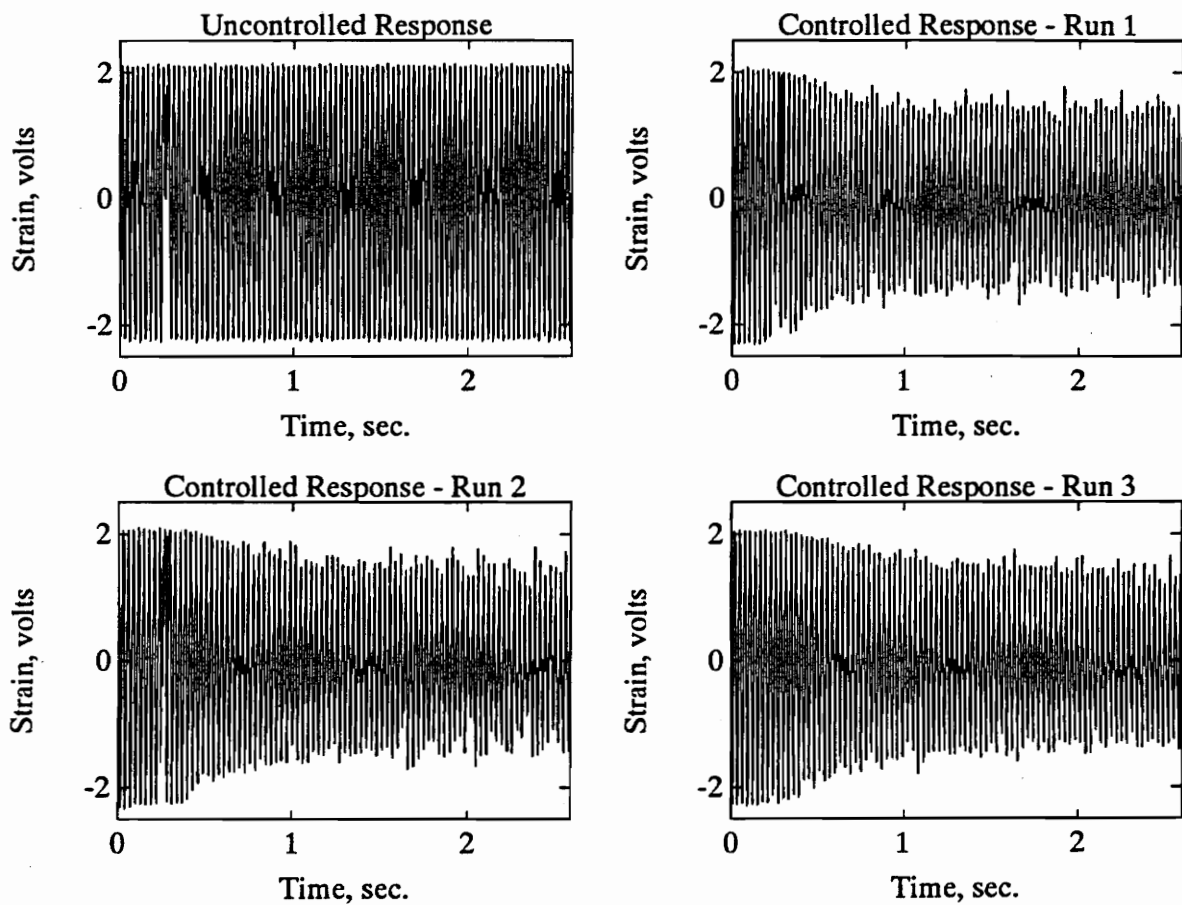 Uncontrolled Response
Strain, volts
2
0
-2
0
1
2
Time, sec.
Controlled Response - Run 1
Strain, volts
2
0
-2
0
1
2
Time, sec.
Controlled Response - Run 2
Strain, volts
2
0
-2
0
1
2
Time, sec.
Controlled Response - Run 3
Strain, volts
2
0
-2
0
1
2
Time, sec.